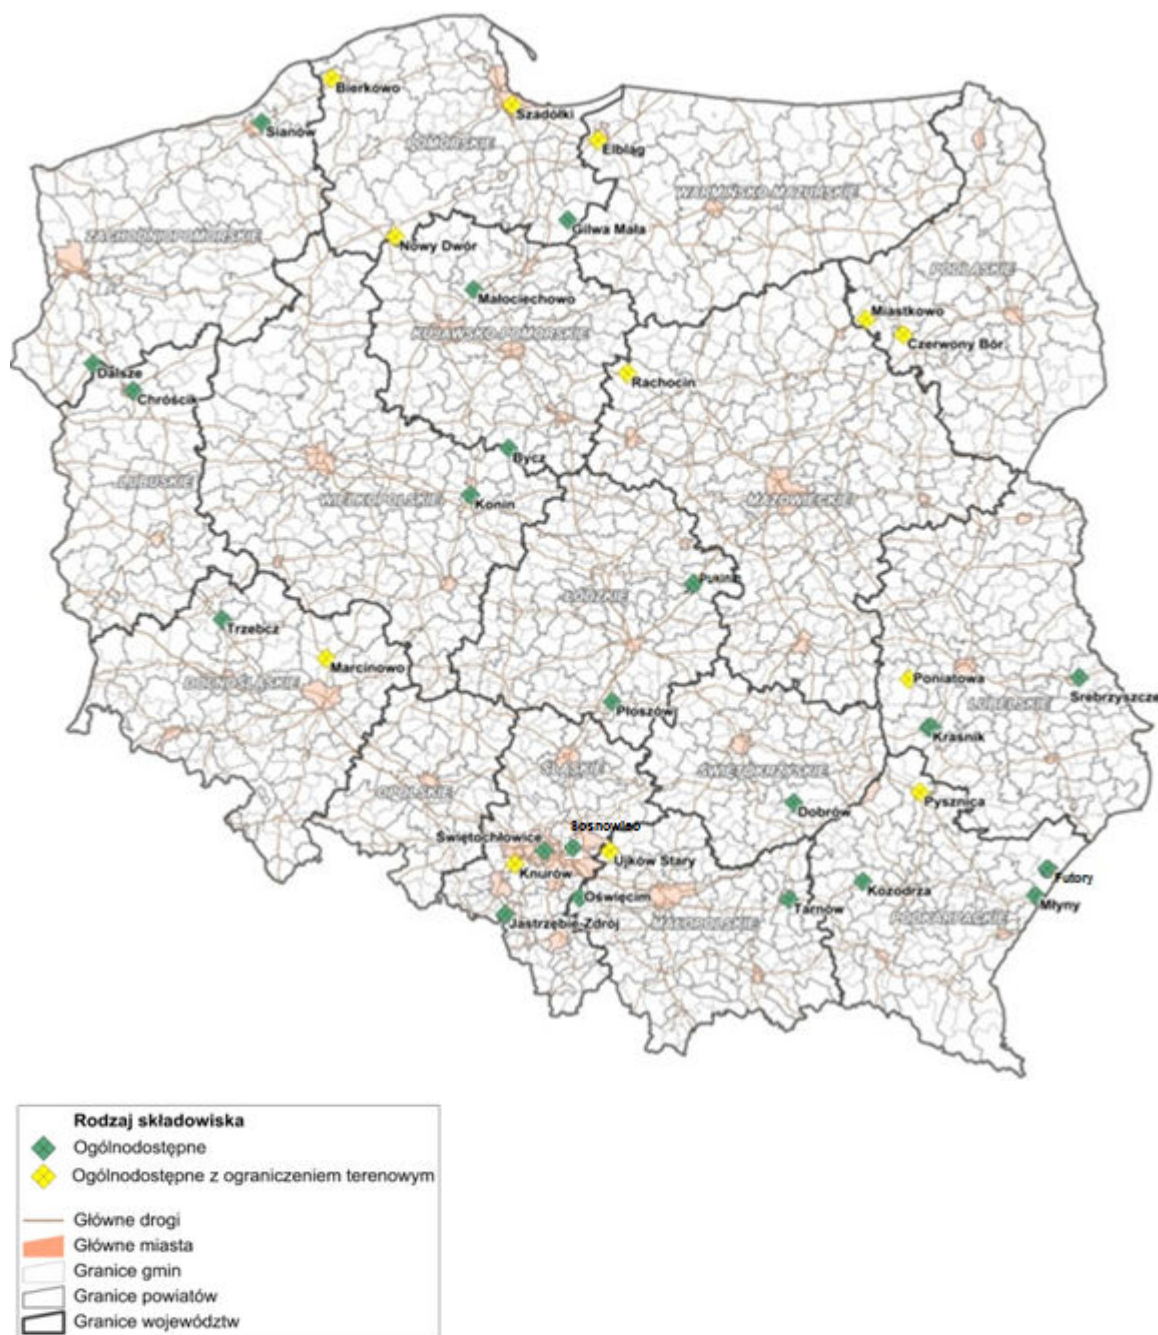 Bierkowo
Szadółki
Sianów
POMORSKIE
Elbląg
WARMIŃSKO-MAZURSKIE
Gilwa Mała
ZACHODNIOPOMORSKIE
Nowy Dwór
PODLASKIE
Małociechowo
Miastkowo
KUJAWSKO-POMORSKIE
Czerwony Bór
Dalsze
Rachocin
Chróścik
Bycz
LUBUSKIE
WIELKOPOLSKIE
Konin
MAZOWIECKIE
ŁÓDZKIE
Trzebcz
Marcinowo
Poniatowa
DOLNOŚLĄSKIE
Srebrzyszcze
Płoszów
LUBELSKIE
Kraśnik
ŚLĄSKIE
ŚWIĘTOKRZYSKIE
OPOLSKIE
Pysznica
Dobrów
Świętochłowice
Ujków Stary
Knurów
Futory
Kozodrza
Oświęcim
Tarnów
Młyny
Jastrzębie-Zdrój
MAŁOPOLSKIE
PODKARPACKIE
Rodzaj składowiska
Ogólnodostępne
Ogólnodostępne z ograniczeniem terenowym
Główne drogi
Główne miasta
Granice gmin
Granice powiatów
Granice województw